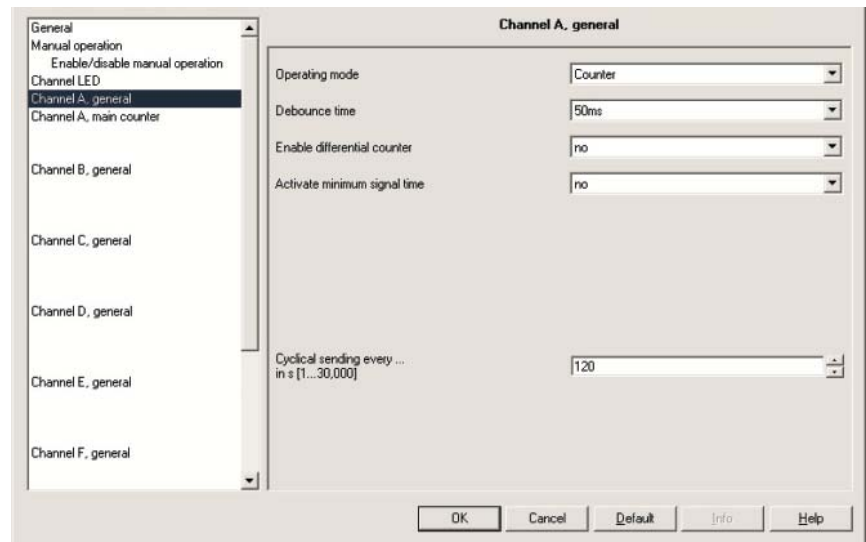 General
Manual operation
Enable/disable manual operation
Channel LED
Channel A, general
Channel A, main counter
Channel B, general
Channel C, general
Channel D, general
Channel E, general
Channel F, general
Channel A, general
Operating mode
Counter
Debounce time
50ms
Enable differential counter
no
Activate minimum signal time
no
Cyclical sending every ...
in s [1...30,000]
120
OK
Cancel
Default
Info
Help